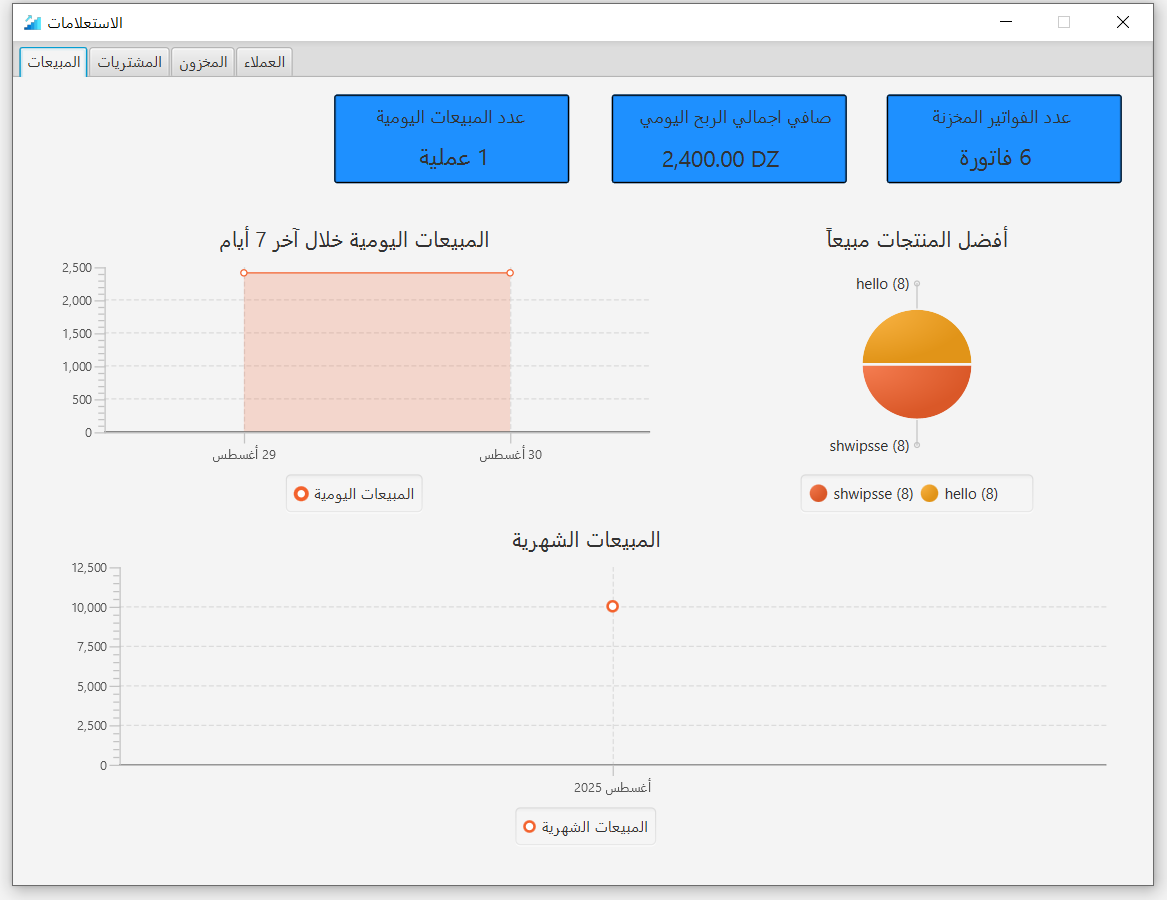 الاستعلامات
المبيعات
المشتريات
المخزون
العملاء
عدد الفواتير المخزنة
6 فاتورة
صافي اجمالي الربح اليومي
2,400.00 DZ
عدد المبيعات اليومية
1 عملية
أفضل المنتجات مبيعاً
hello (8)
shwipsse (8)
shwipsse (8)
hello (8)
المبيعات اليومية خلال آخر 7 أيام
2,500
2,000
1,500
1,000
500
0
29 أغسطس
30 أغسطس
المبيعات اليومية
المبيعات الشهرية
12,500
10,000
7,500
5,000
2,500
0
أغسطس 2025
المبيعات الشهرية